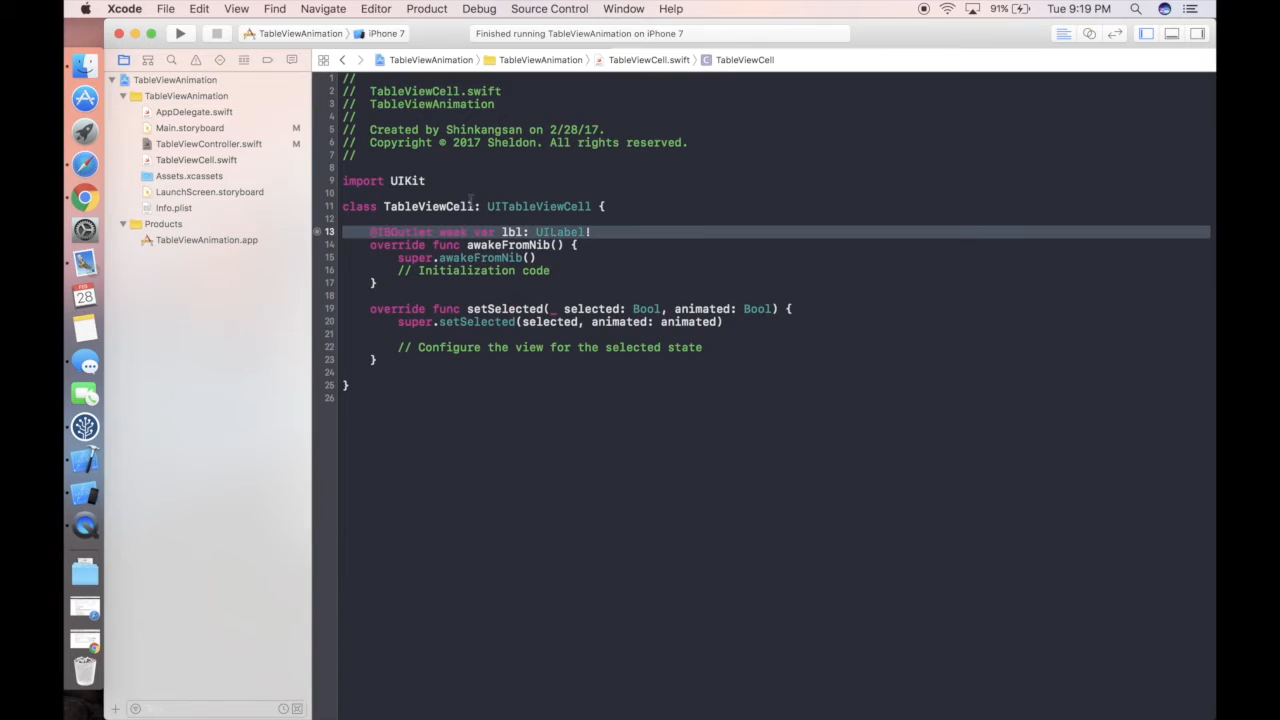 Xcode File Edit View Find Navigate Editor Product Debug Source Control Window Help 91% Tue 9:19 PM
TableViewAnimation iPhone 7 Finished running TableViewAnimation on iPhone 7
TableViewAnimation TableViewAnimation TableViewCell.swift C TableViewCell
TableViewAnimation
TableViewAnimation
AppDelegate.swift
Main.storyboard M
TableViewController.swift M
TableViewCell.swift
Assets.xcassets
LaunchScreen.storyboard
Info.plist
Products
TableViewAnimation.app
FEB
28
1 //
2 // TableViewCell.swift
3 // TableViewAnimation
4 //
5 // Created by Shinkangsan on 2/28/17.
6 // Copyright © 2017 Sheldon. All rights reserved.
7 //
8
9 import UIKit
10
11 class TableViewCell: UITableViewCell {
12
13 @IBOutlet weak var lbl: UILabel!
14 override func awakeFromNib() {
15 super.awakeFromNib()
16 // Initialization code
17 }
18
19 override func setSelected(_ selected: Bool, animated: Bool) {
20 super.setSelected(selected, animated: animated)
21
22 // Configure the view for the selected state
23 }
24
25 }
26